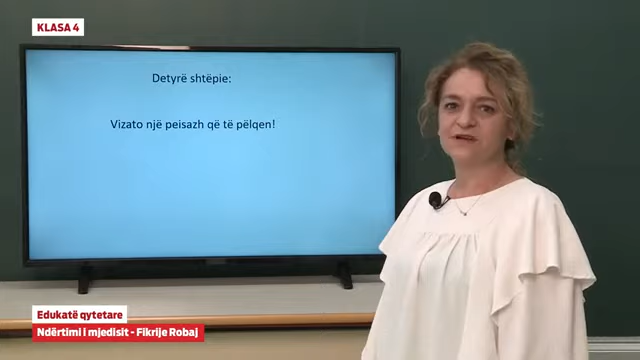 KLASA 4
Detyrë shtëpie:
Vizato një peisazh që të pëlqen!
Edukatë qytetare
Ndërtimi i mjedisit - Fikrije Robaj